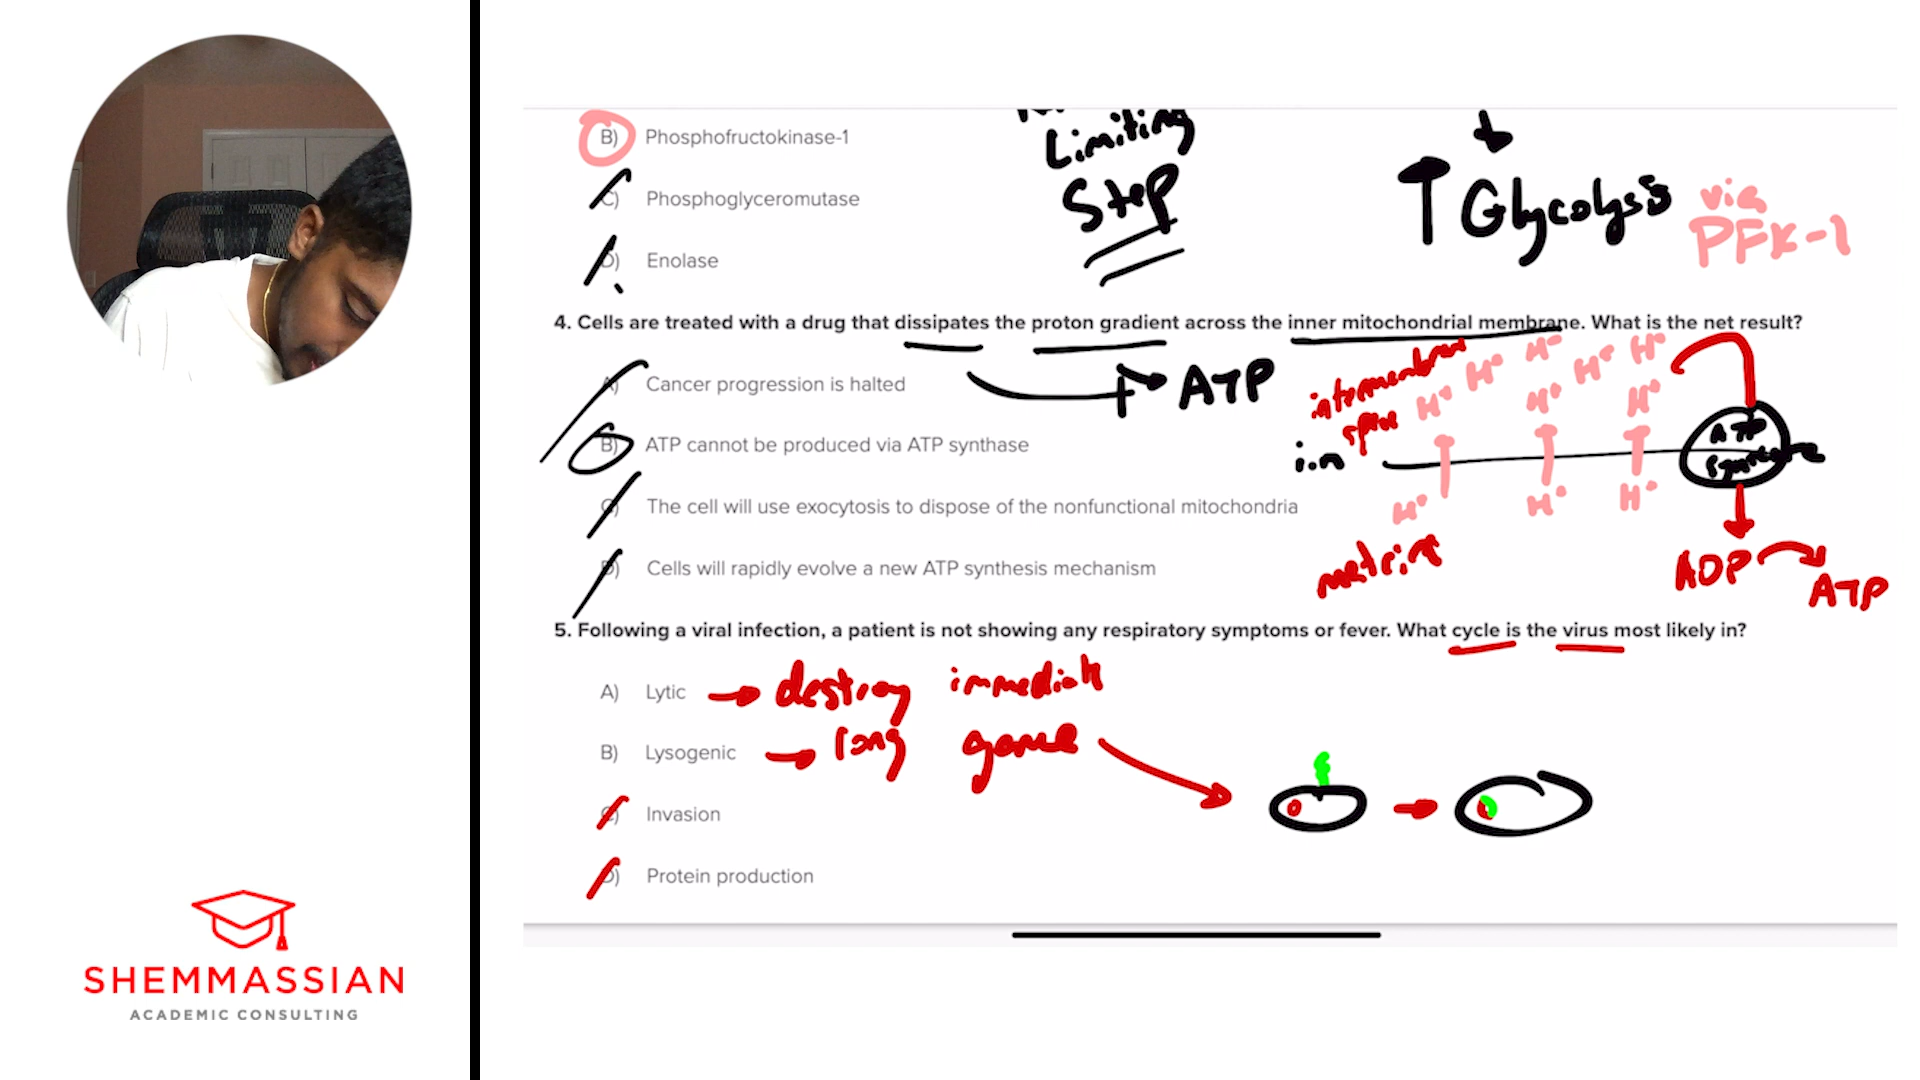 Limiting
Step
↑ Glycolysis
via
PFK-1
B) Phosphofructokinase-1
C) Phosphoglyceromutase
D) Enolase
4. Cells are treated with a drug that dissipates the proton gradient across the inner mitochondrial membrane. What is the net result?
A) Cancer progression is halted
ATP
B) ATP cannot be produced via ATP synthase
C) The cell will use exocytosis to dispose of the nonfunctional mitochondria
D) Cells will rapidly evolve a new ATP synthesis mechanism
intermembrane
space
i.m
H⁺ H⁺ H⁺ H⁺ H⁺
H⁺ H⁺ H⁺
ATP
synthase
H⁺ H⁺ H⁺
matrix
ADP
ATP
5. Following a viral infection, a patient is not showing any respiratory symptoms or fever. What cycle is the virus most likely in?
A) Lytic → destroy immediate
B) Lysogenic → long game
C) Invasion
D) Protein production
SHEMMASSIAN
ACADEMIC CONSULTING